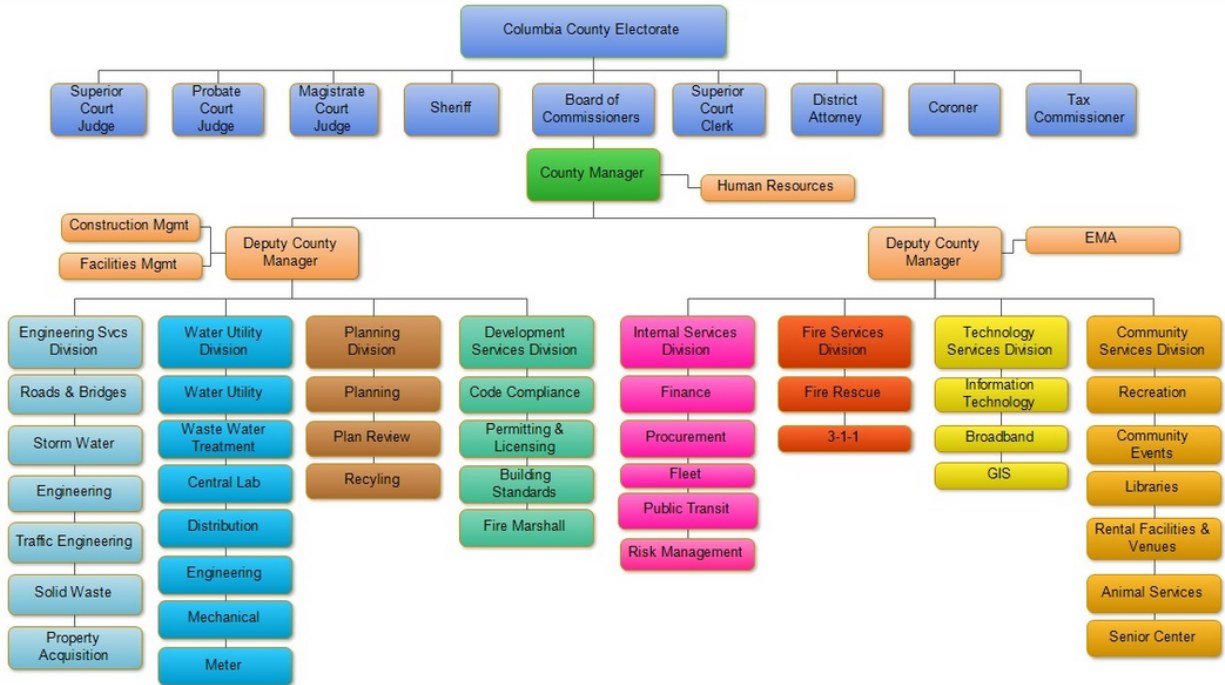 Columbia County Electorate
Superior
Court
Judge
Probate
Court
Judge
Magistrate
Court
Judge
Sheriff
Board of
Commissioners
Superior
Court
Clerk
District
Attorney
Coroner
Tax
Commissioner
County Manager
Human Resources
Construction Mgmt
Facilities Mgmt
Deputy County
Manager
Deputy County
Manager
EMA
Engineering Svcs
Division
Roads & Bridges
Storm Water
Engineering
Traffic Engineering
Solid Waste
Property
Acquisition
Water Utility
Division
Water Utility
Waste Water
Treatment
Central Lab
Distribution
Engineering
Mechanical
Meter
Planning
Division
Planning
Plan Review
Recyling
Development
Services Division
Code Compliance
Permitting &
Licensing
Building
Standards
Fire Marshall
Internal Services
Division
Finance
Procurement
Fleet
Public Transit
Risk Management
Fire Services
Division
Fire Rescue
3-1-1
Technology
Services Division
Information
Technology
Broadband
GIS
Community
Services Division
Recreation
Community
Events
Libraries
Rental Facilities &
Venues
Animal Services
Senior Center